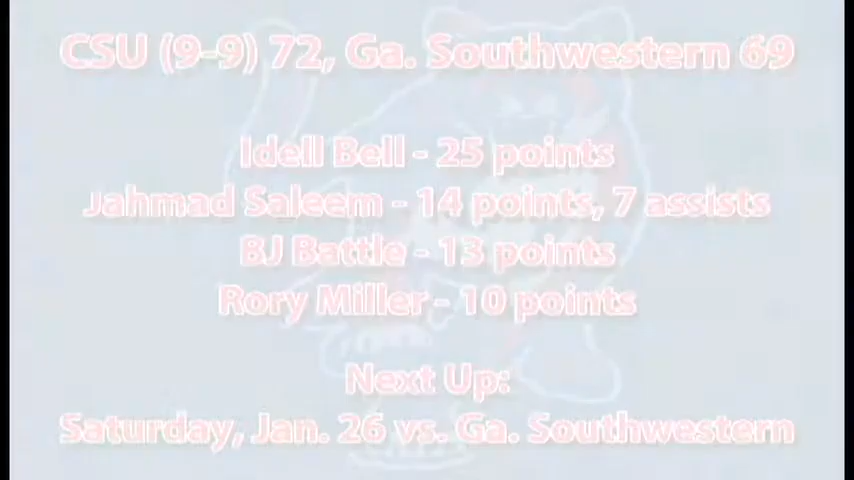 CSU (9-9) 72, Ga. Southwestern 69
Idell Bell - 25 points
Jahmad Saleem - 14 points, 7 assists
BJ Battle - 13 points
Rory Miller - 10 points
Next Up:
Saturday, Jan. 26 vs. Ga. Southwestern